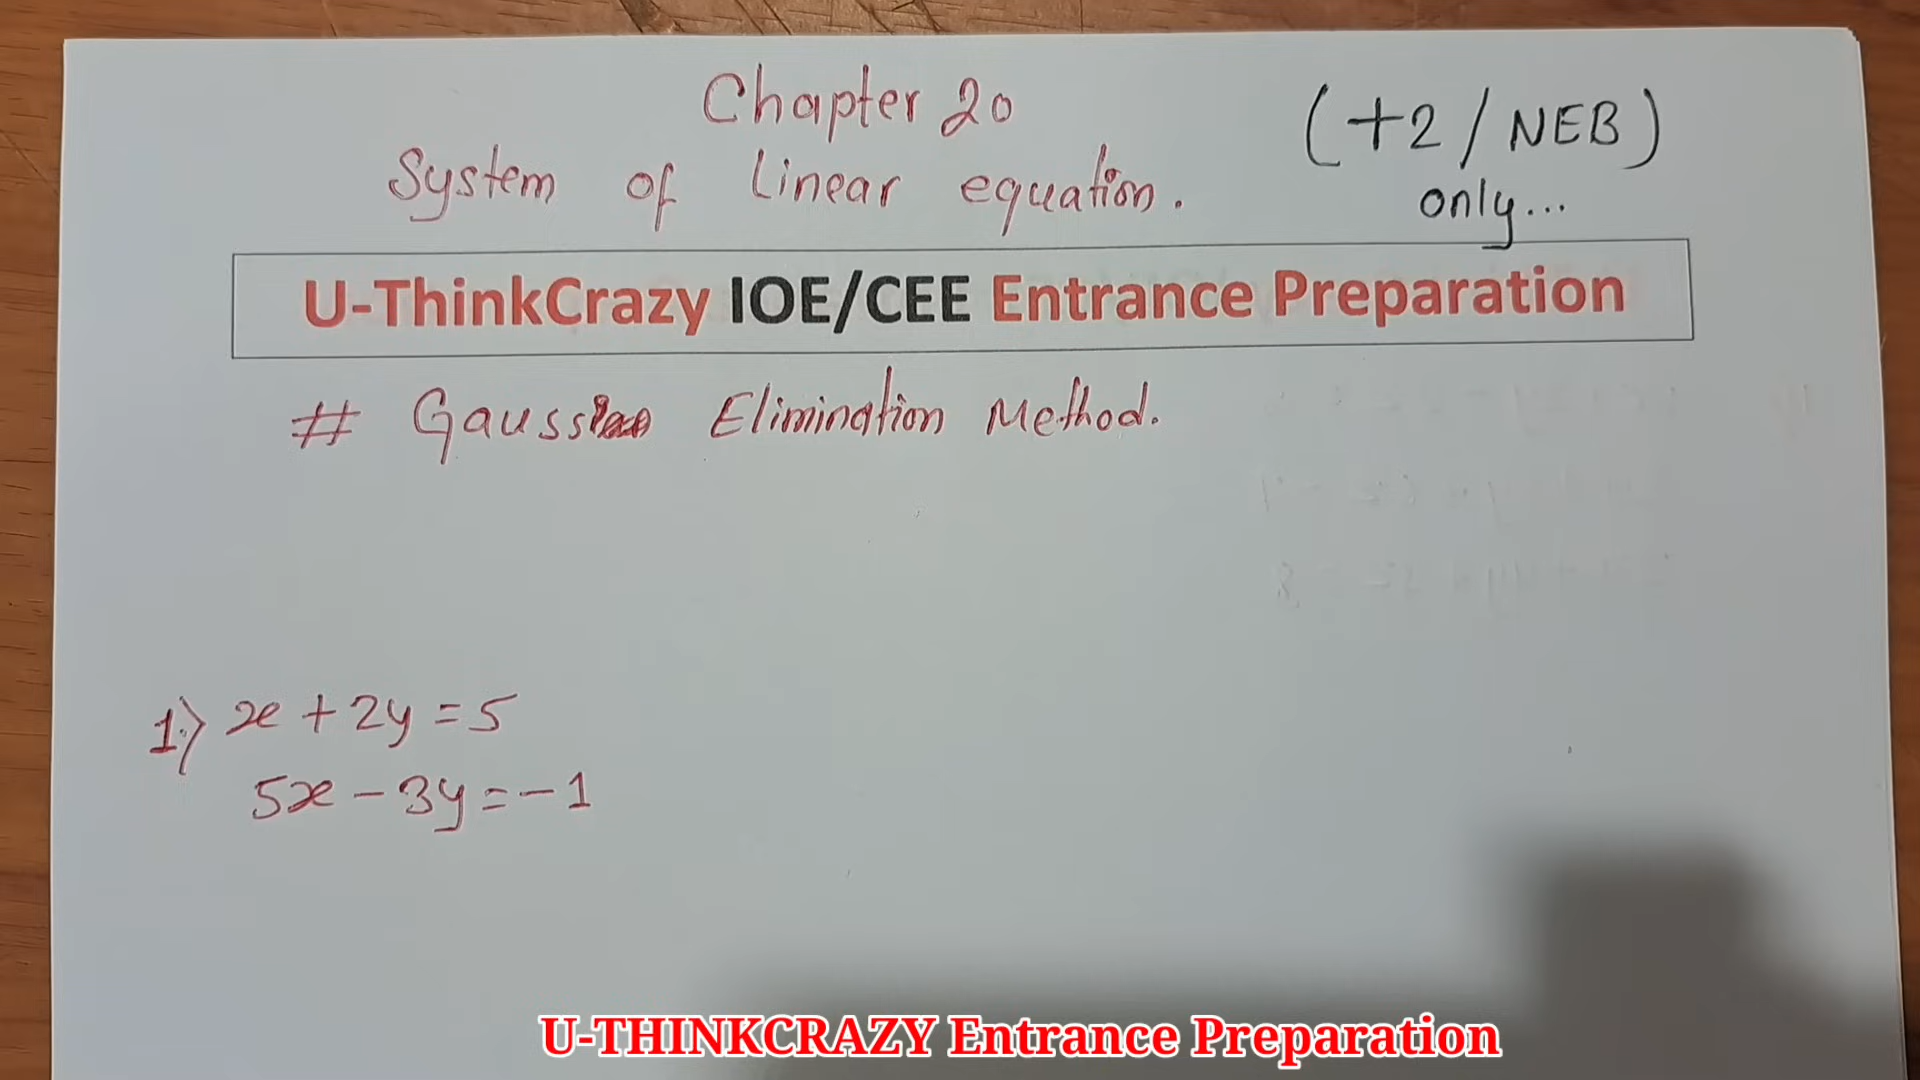 Chapter 20
(+2/NEB)
System of Linear equation.
only...
U-ThinkCrazy IOE/CEE Entrance Preparation
# Gauss Elimination Method.
1.) x + 2y = 5
5x - 3y = -1
U-THINKCRAZY Entrance Preparation